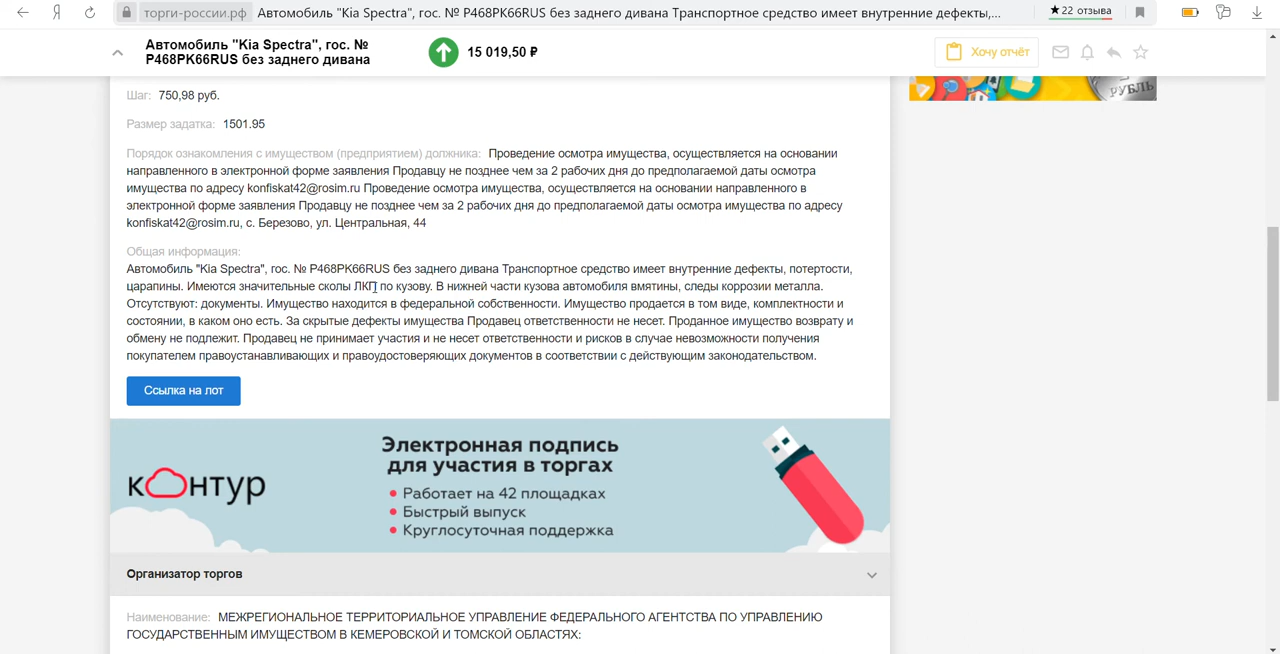 Я
торги-россии.рф Автомобиль "Kia Spectra", гос. № Р468РК66RUS без заднего дивана Транспортное средство имеет внутренние дефекты,...
★22 отзыва
Автомобиль "Kia Spectra", гос. №
Р468РК66RUS без заднего дивана
15 019,50 ₽
Хочу отчёт
РУБЛЬ
Шаг: 750,98 руб.
Размер задатка: 1501.95
Порядок ознакомления с имуществом (предприятием) должника: Проведение осмотра имущества, осуществляется на основании
направленного в электронной форме заявления Продавцу не позднее чем за 2 рабочих дня до предполагаемой даты осмотра
имущества по адресу konfiskat42@rosim.ru Проведение осмотра имущества, осуществляется на основании направленного в
электронной форме заявления Продавцу не позднее чем за 2 рабочих дня до предполагаемой даты осмотра имущества по адресу
konfiskat42@rosim.ru, с. Березово, ул. Центральная, 44
Общая информация:
Автомобиль "Kia Spectra", гос. № Р468РК66RUS без заднего дивана Транспортное средство имеет внутренние дефекты, потертости,
царапины. Имеются значительные сколы ЛКП по кузову. В нижней части кузова автомобиля вмятины, следы коррозии металла.
Отсутствуют: документы. Имущество находится в федеральной собственности. Имущество продается в том виде, комплектности и
состоянии, в каком оно есть. За скрытые дефекты имущества Продавец ответственности не несет. Проданное имущество возврату и
обмену не подлежит. Продавец не принимает участия и не несет ответственности и рисков в случае невозможности получения
покупателем правоустанавливающих и правоудостоверяющих документов в соответствии с действующим законодательством.
Ссылка на лот
контур
Электронная подпись
для участия в торгах
• Работает на 42 площадках
• Быстрый выпуск
• Круглосуточная поддержка
Организатор торгов
Наименование: МЕЖРЕГИОНАЛЬНОЕ ТЕРРИТОРИАЛЬНОЕ УПРАВЛЕНИЕ ФЕДЕРАЛЬНОГО АГЕНТСТВА ПО УПРАВЛЕНИЮ
ГОСУДАРСТВЕННЫМ ИМУЩЕСТВОМ В КЕМЕРОВСКОЙ И ТОМСКОЙ ОБЛАСТЯХ: